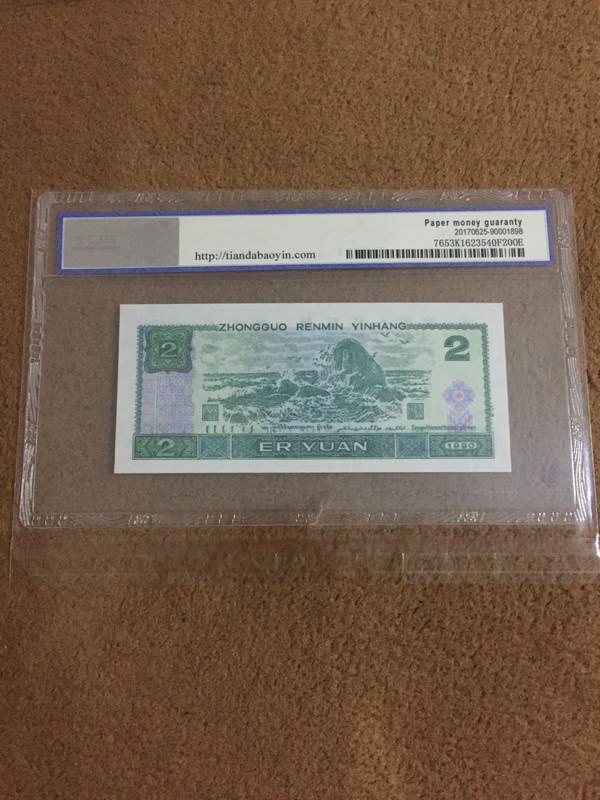 Paper money guaranty
20170625-90001898
http://tiandabaoyin.com
7653K1623540F200E
ZHONGGUO RENMIN YINHANG
2
2
2
ER YUAN
1990